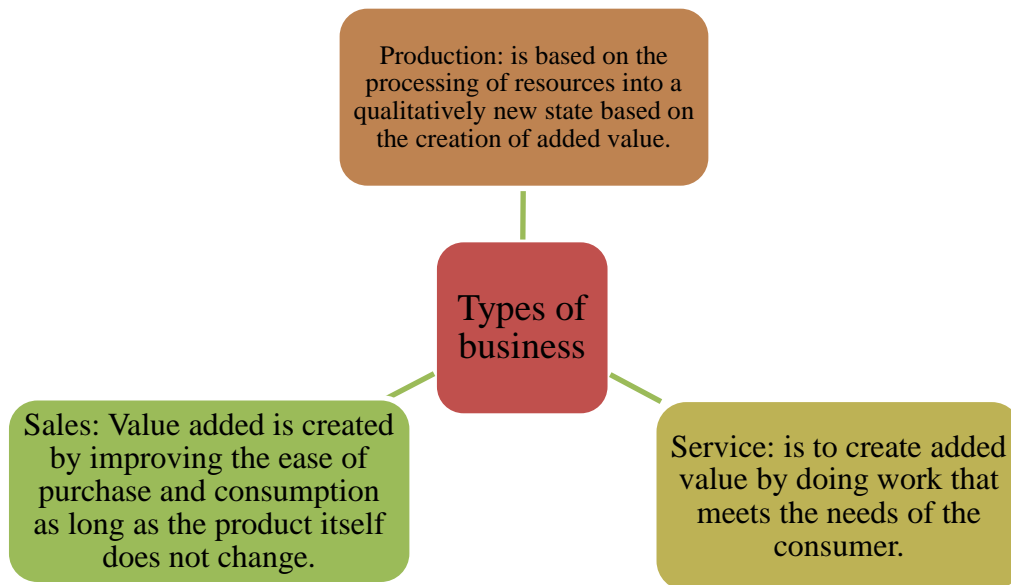 Production: is based on the
processing of resources into a
qualitatively new state based on
the creation of added value.
Types of
business
Sales: Value added is created
by improving the ease of
purchase and consumption
as long as the product itself
does not change.
Service: is to create added
value by doing work that
meets the needs of the
consumer.